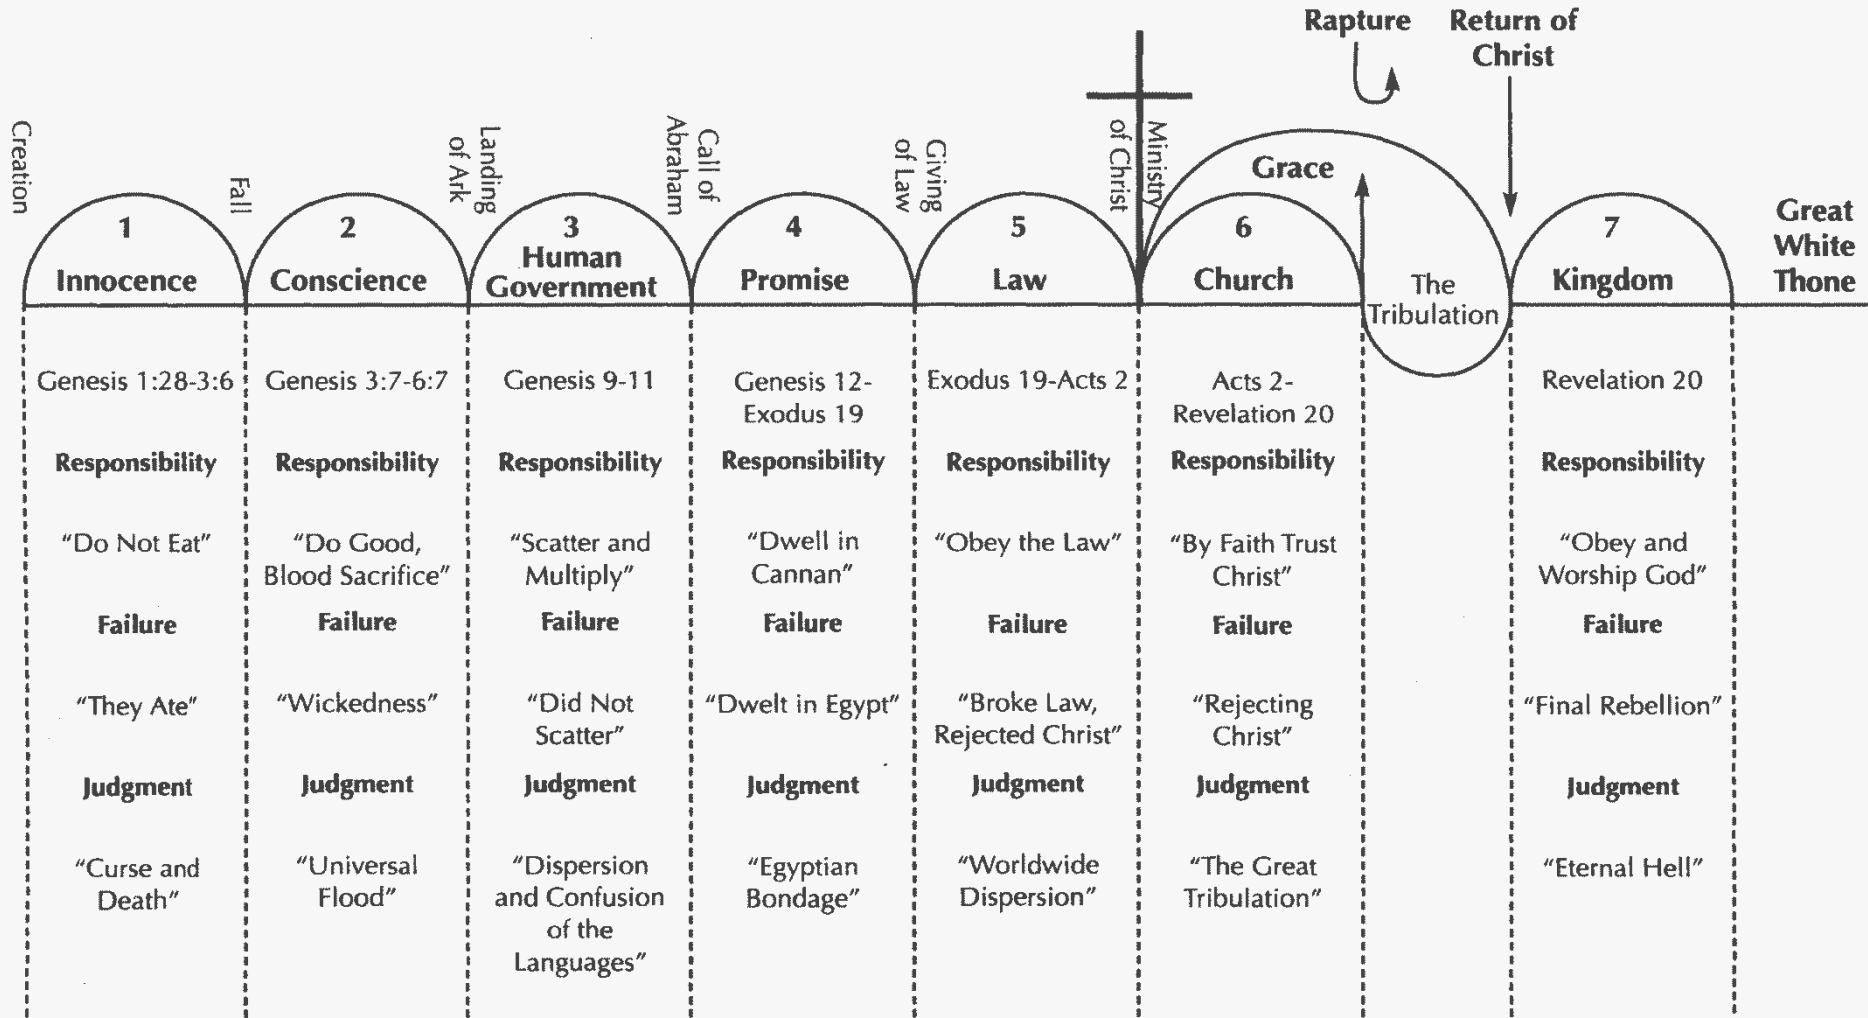 Rapture
Return of
Christ
Creation
Fall
Landing
of Ark
Call of
Abraham
Giving
of Law
Ministry
of Christ
Grace
1
Innocence
2
Conscience
3
Human
Government
4
Promise
5
Law
6
Church
The
Tribulation
7
Kingdom
Great
White
Thone
Genesis 1:28-3:6
Genesis 3:7-6:7
Genesis 9-11
Genesis 12-
Exodus 19
Exodus 19-Acts 2
Acts 2-
Revelation 20
Revelation 20
Responsibility
Responsibility
Responsibility
Responsibility
Responsibility
Responsibility
Responsibility
“Do Not Eat”
“Do Good,
Blood Sacrifice”
“Scatter and
Multiply”
“Dwell in
Cannan”
“Obey the Law”
“By Faith Trust
Christ”
“Obey and
Worship God”
Failure
Failure
Failure
Failure
Failure
Failure
Failure
“They Ate”
“Wickedness”
“Did Not
Scatter”
“Dwelt in Egypt”
“Broke Law,
Rejected Christ”
“Rejecting
Christ”
“Final Rebellion”
Judgment
Judgment
Judgment
Judgment
Judgment
Judgment
Judgment
“Curse and
Death”
“Universal
Flood”
“Dispersion
and Confusion
of the
Languages”
“Egyptian
Bondage”
“Worldwide
Dispersion”
“The Great
Tribulation”
“Eternal Hell”